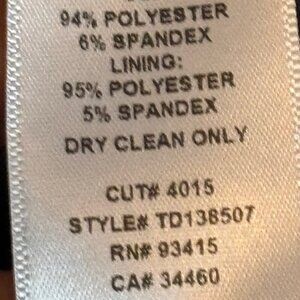 94% POLYESTER
6% SPANDEX
LINING:
95% POLYESTER
5% SPANDEX
DRY CLEAN ONLY
CUT# 4015
STYLE# TD138507
RN# 93415
CA# 34460